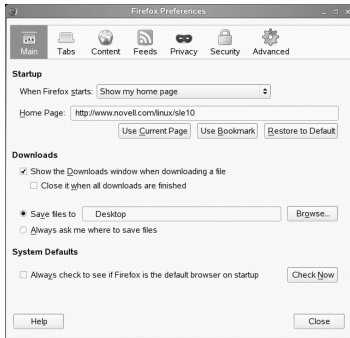 Firefox Preferences
Main Tabs Content Feeds Privacy Security Advanced
Startup
When Firefox starts: Show my home page
Home Page: http://www.novell.com/linux/sle10
Use Current Page Use Bookmark Restore to Default
Downloads
Show the Downloads window when downloading a file
Close it when all downloads are finished
Save files to Desktop Browse...
Always ask me where to save files
System Defaults
Always check to see if Firefox is the default browser on startup Check Now
Help Close